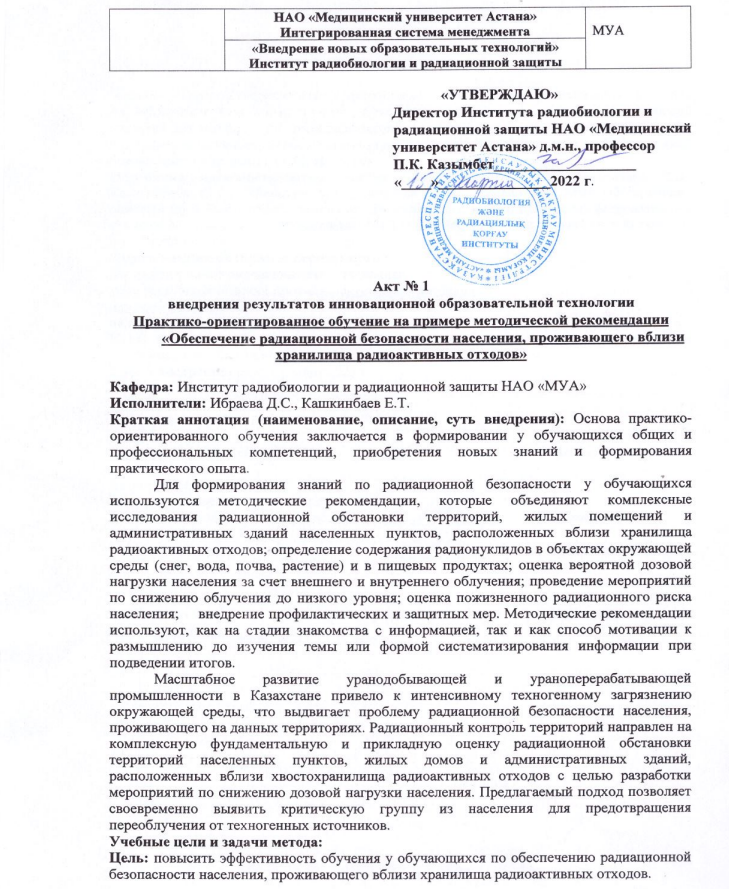 НАО «Медицинский университет Астана»
Интегрированная система менеджмента
МУА
«Внедрение новых образовательных технологий»
Институт радиобиологии и радиационной защиты
«УТВЕРЖДАЮ»
Директор Института радиобиологии и
радиационной защиты НАО «Медицинский
университет Астана» д.м.н., профессор
П.К. Казымбет
«15» марта 2022 г.
РАДИОБИОЛОГИЯ
ЖӘНЕ
РАДИАЦИЯЛЫҚ
ҚОРҒАУ
ИНСТИТУТЫ
Акт № 1
внедрения результатов инновационной образовательной технологии
Практико-ориентированное обучение на примере методической рекомендации
«Обеспечение радиационной безопасности населения, проживающего вблизи
хранилища радиоактивных отходов»
Кафедра: Институт радиобиологии и радиационной защиты НАО «МУА»
Исполнители: Ибраева Д.С., Кашкинбаев Е.Т.
Краткая аннотация (наименование, описание, суть внедрения): Основа практико-
ориентированного обучения заключается в формировании у обучающихся общих и
профессиональных компетенций, приобретения новых знаний и формирования
практического опыта.
Для формирования знаний по радиационной безопасности у обучающихся
используются методические рекомендации, которые объединяют комплексные
исследования радиационной обстановки территорий, жилых помещений и
административных зданий населенных пунктов, расположенных вблизи хранилища
радиоактивных отходов; определение содержания радионуклидов в объектах окружающей
среды (снег, вода, почва, растение) и в пищевых продуктах; оценка вероятной дозовой
нагрузки населения за счет внешнего и внутреннего облучения; проведение мероприятий
по снижению облучения до низкого уровня; оценка пожизненного радиационного риска
населения; внедрение профилактических и защитных мер. Методические рекомендации
используют, как на стадии знакомства с информацией, так и как способ мотивации к
размышлению до изучения темы или формой систематизирования информации при
подведении итогов.
Масштабное развитие уранодобывающей и ураноперерабатывающей
промышленности в Казахстане привело к интенсивному техногенному загрязнению
окружающей среды, что выдвигает проблему радиационной безопасности населения,
проживающего на данных территориях. Радиационный контроль территорий направлен на
комплексную фундаментальную и прикладную оценку радиационной обстановки
территорий населенных пунктов, жилых домов и административных зданий,
расположенных вблизи хвостохранилища радиоактивных отходов с целью разработки
мероприятий по снижению дозовой нагрузки населения. Предлагаемый подход позволяет
своевременно выявить критическую группу из населения для предотвращения
переоблучения от техногенных источников.
Учебные цели и задачи метода:
Цель: повысить эффективность обучения у обучающихся по обеспечению радиационной
безопасности населения, проживающего вблизи хранилища радиоактивных отходов.